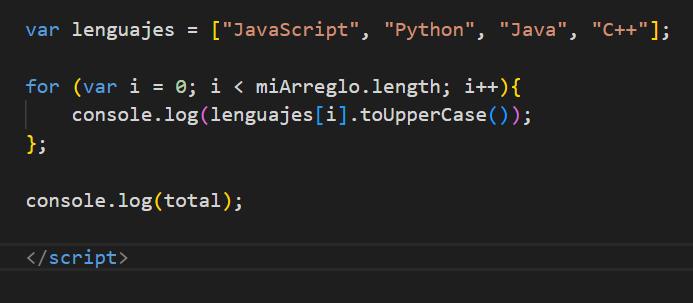 var lenguajes = ["JavaScript", "Python", "Java", "C++"];
for (var i = 0; i < miArreglo.length; i++){
    console.log(lenguajes[i].toUpperCase());
};
console.log(total);
</script>